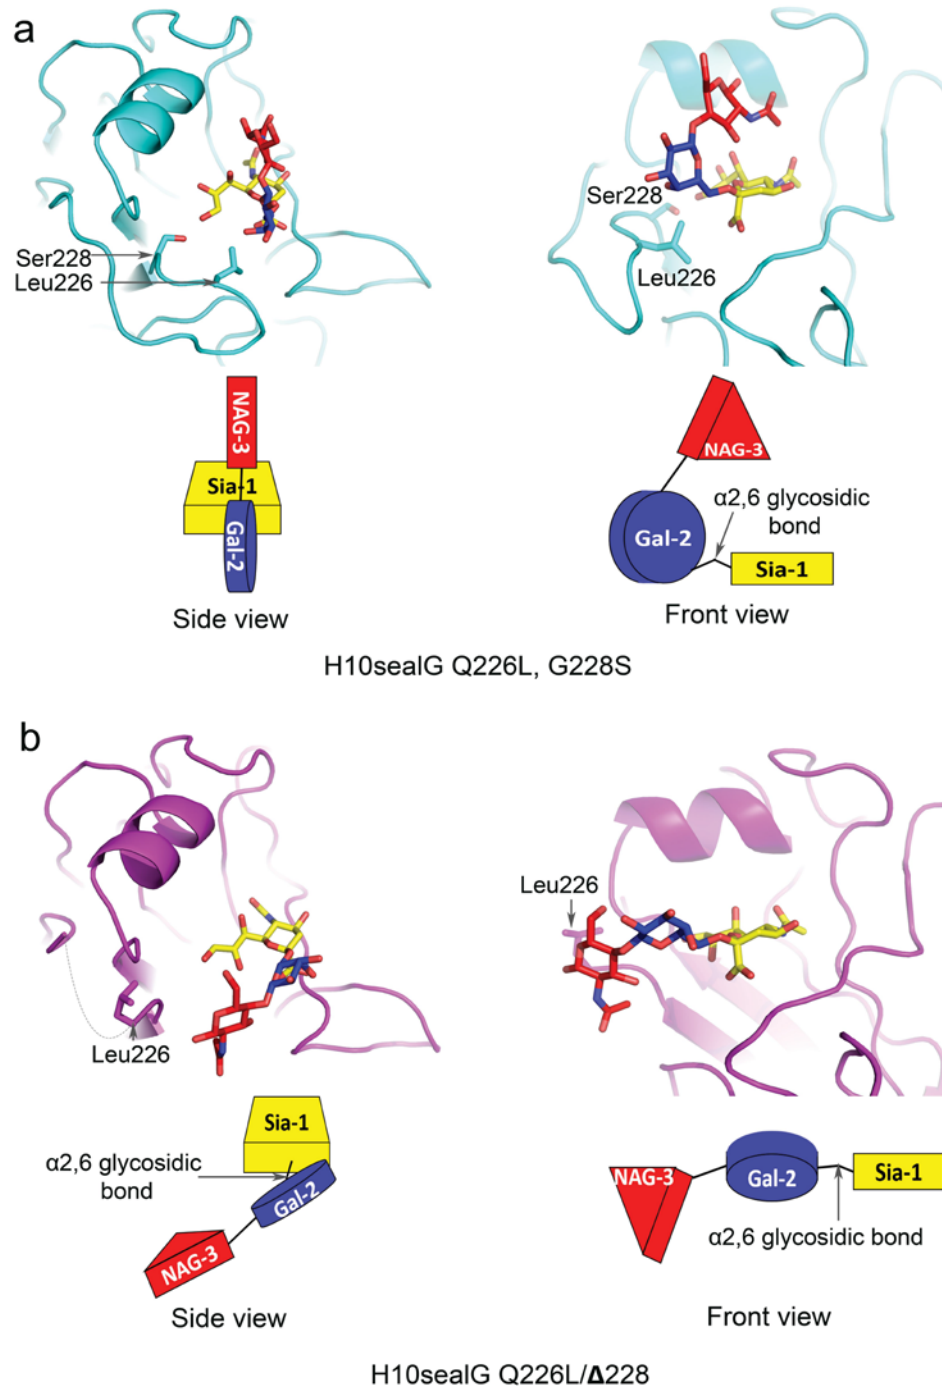 a
Ser228
Leu226
Ser228
Leu226
NAG-3
Sia-1
Gal-2
Side view
NAG-3
α2,6 glycosidic
bond
Gal-2
Sia-1
Front view
H10sealG Q226L, G228S
b
Leu226
Leu226
Sia-1
α2,6 glycosidic
bond
Gal-2
NAG-3
Side view
NAG-3
Gal-2
Sia-1
α2,6 glycosidic bond
Front view
H10sealG Q226L/Δ228